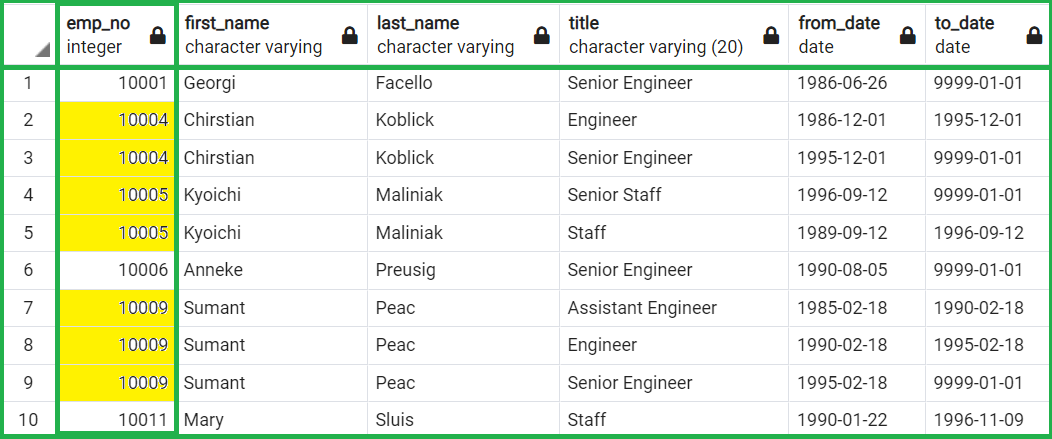 emp_no first_name last_name title from_date to_date
integer character varying character varying character varying (20) date date
1 10001 Georgi Facello Senior Engineer 1986-06-26 9999-01-01
2 10004 Chirstian Koblick Engineer 1986-12-01 1995-12-01
3 10004 Chirstian Koblick Senior Engineer 1995-12-01 9999-01-01
4 10005 Kyoichi Maliniak Senior Staff 1996-09-12 9999-01-01
5 10005 Kyoichi Maliniak Staff 1989-09-12 1996-09-12
6 10006 Anneke Preusig Senior Engineer 1990-08-05 9999-01-01
7 10009 Sumant Peac Assistant Engineer 1985-02-18 1990-02-18
8 10009 Sumant Peac Engineer 1990-02-18 1995-02-18
9 10009 Sumant Peac Senior Engineer 1995-02-18 9999-01-01
10 10011 Mary Sluis Staff 1990-01-22 1996-11-09